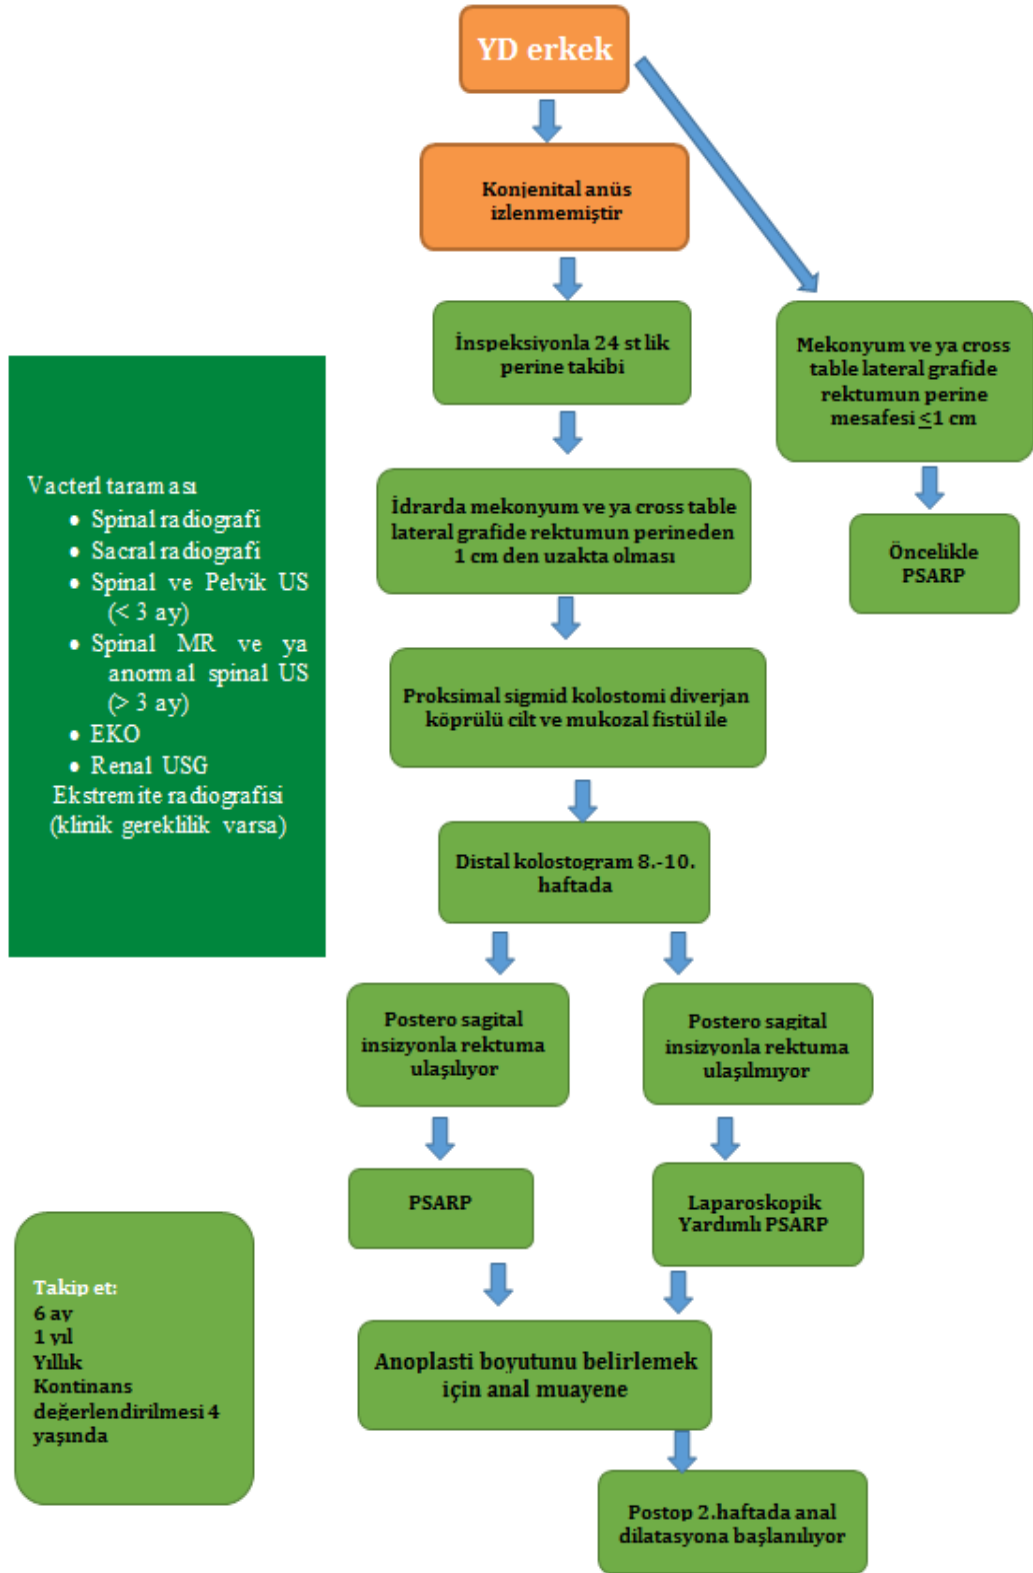 YD erkek
Konjenital anüs
izlenmemiştir
İnspeksiyonla 24 st lik
perine takibi
Mekonyum ve ya cross
table lateral grafide
rektumun perine
mesafesi ≤1 cm
Vacterl taraması
• Spinal radiografi
• Sacral radiografi
• Spinal ve Pelvik US
(< 3 ay)
• Spinal MR ve ya
anormal spinal US
(> 3 ay)
• EKO
• Renal USG
Ekstremite radiografisi
(klinik gereklilik varsa)
İdrarda mekonyum ve ya cross table
lateral grafide rektumun perineden
1 cm den uzakta olması
Öncelikle
PSARP
Proksimal sigmid kolostomi diverjan
köprülü cilt ve mukozal fistül ile
Distal kolostogram 8.-10.
haftada
Postero sagital
insizyonla rektuma
ulaşılıyor
Postero sagital
insizyonla rektuma
ulaşılmıyor
PSARP
Laparoskopik
Yardımlı PSARP
Takip et:
6 ay
1 yıl
Yıllık
Kontinans
değerlendirilmesi 4
yaşında
Anoplasti boyutunu belirlemek
için anal muayene
Postop 2.haftada anal
dilatasyona başlanılıyor